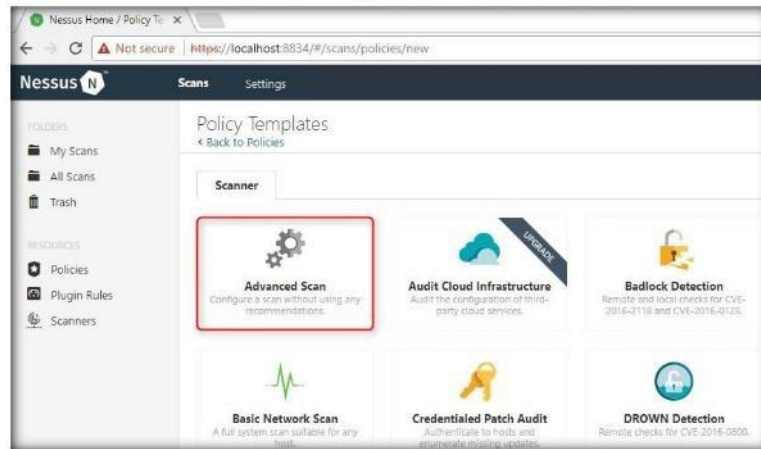 Nessus Home / Policy Te
Not secure | https://localhost:8834/#/scans/policies/new
Nessus N
Scans
Settings
FOLDERS
My Scans
All Scans
Trash
RESOURCES
Policies
Plugin Rules
Scanners
Policy Templates
< Back to Policies
Scanner
Advanced Scan
Configure a scan without using any
recommendations.
UPGRADE
Audit Cloud Infrastructure
Audit the configuration of third-
party cloud services.
Badlock Detection
Remote and local checks for CVE-
2016-2118 and CVE-2016-0128.
Basic Network Scan
A full system scan suitable for any
host.
Credentialed Patch Audit
Authenticate to hosts and
enumerate missing updates.
DROWN Detection
Remote checks for CVE-2016-0800.